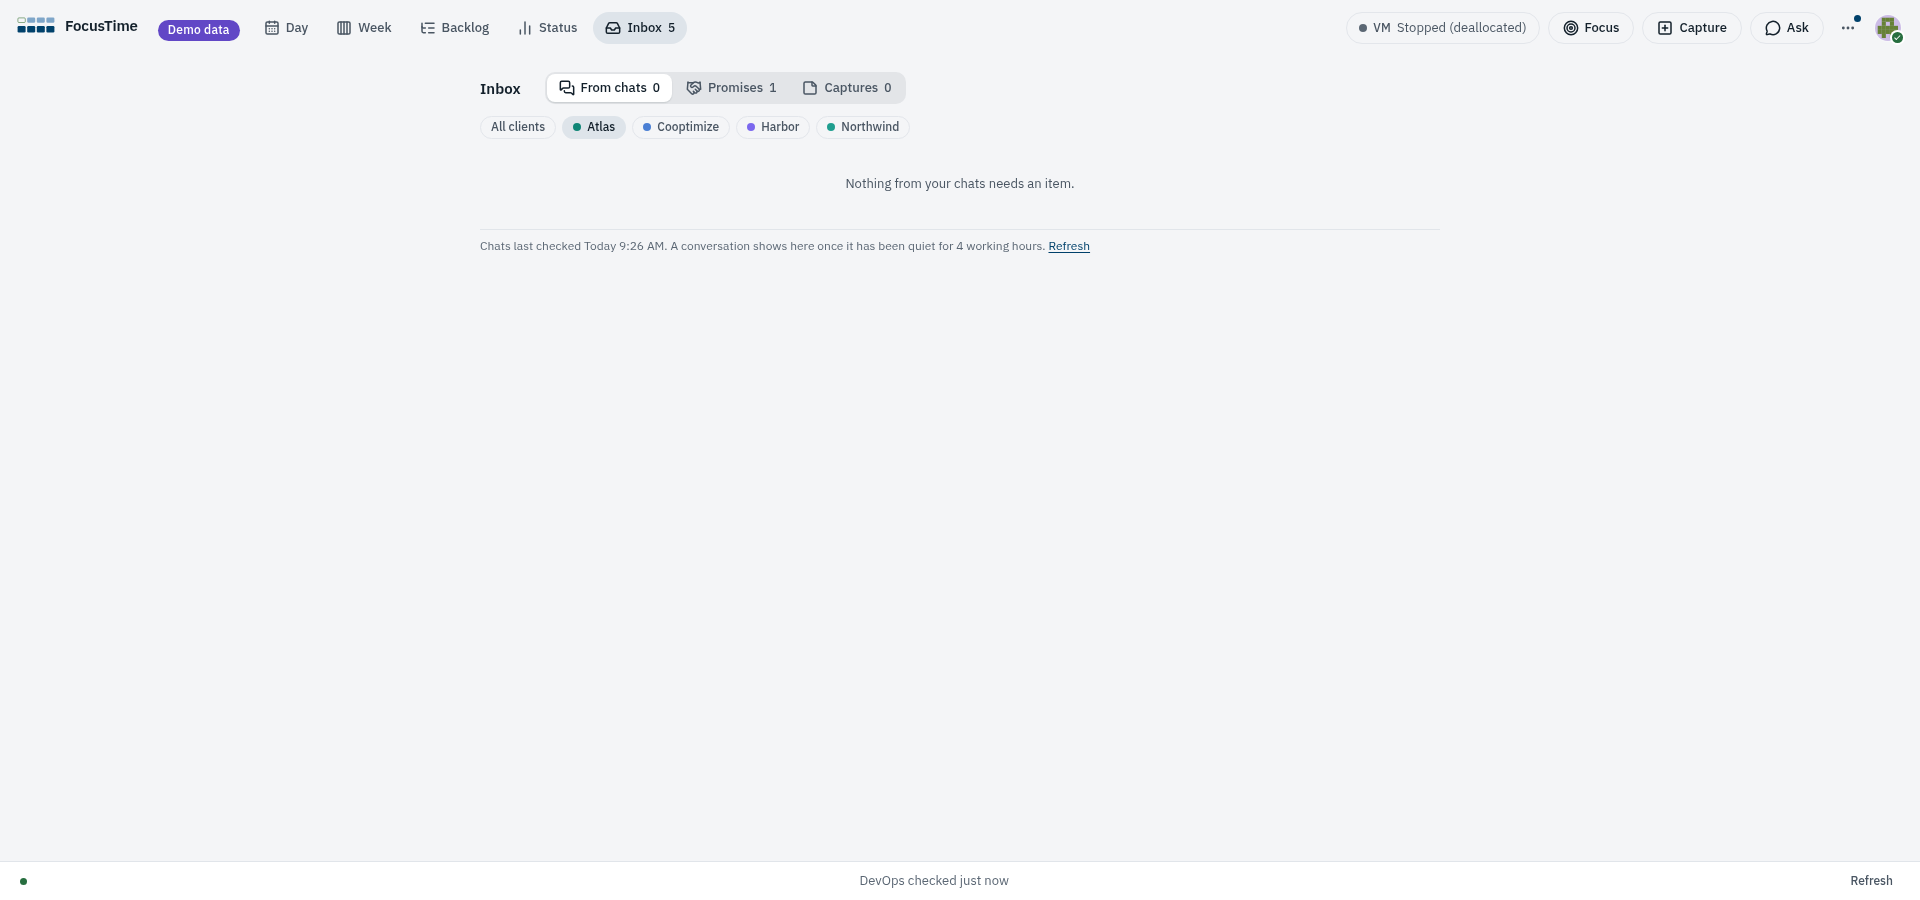 FocusTime
Demo data
Day
Week
Backlog
Status
Inbox 5
VM Stopped (deallocated)
Focus
Capture
Ask
Inbox
From chats 0
Promises 1
Captures 0
All clients
Atlas
Cooptimize
Harbor
Northwind
Nothing from your chats needs an item.
Chats last checked Today 9:26 AM. A conversation shows here once it has been quiet for 4 working hours. Refresh
DevOps checked just now
Refresh